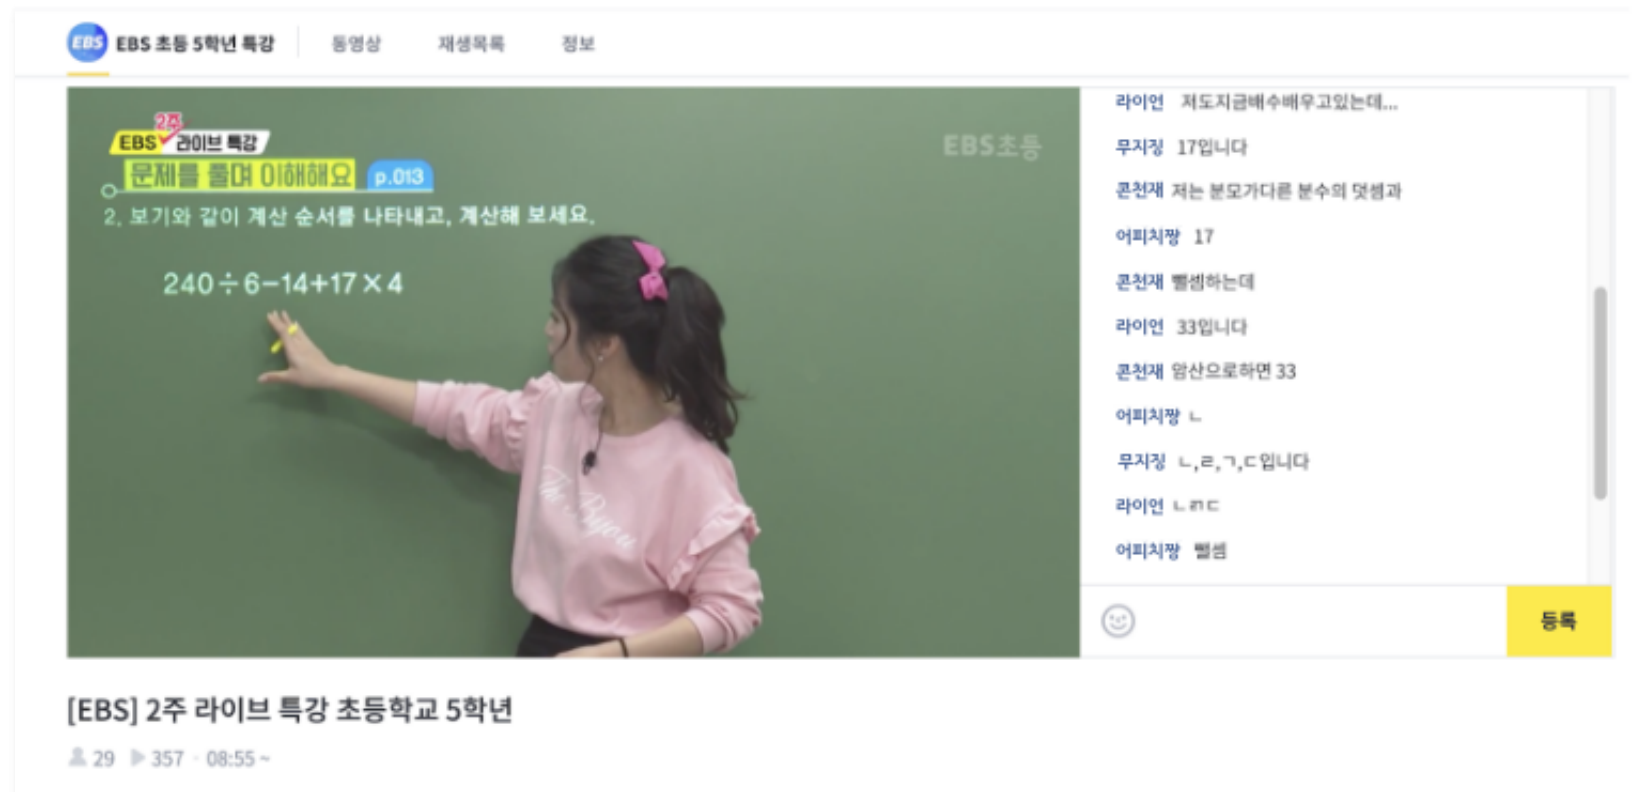 EBS EBS 초등 5학년 특강 동영상 재생목록 정보
2주
EBS 라이브 특강
EBS초등
문제를 풀며 이해해요 p.013
2. 보기와 같이 계산 순서를 나타내고, 계산해 보세요.
240÷6−14+17×4
The Bijou
라이언 저도지금배수배우고있는데...
무지징 17입니다
콘천재 저는 분모가다른 분수의 덧셈과
어피치짱 17
콘천재 뺄셈하는데
라이언 33입니다
콘천재 암산으로하면 33
어피치짱 ㄴ
무지징 ㄴ,ㄹ,ㄱ,ㄷ입니다
어피치짱 뺄셈
등록
[EBS] 2주 라이브 특강 초등학교 5학년
29 357 · 08:55 ~